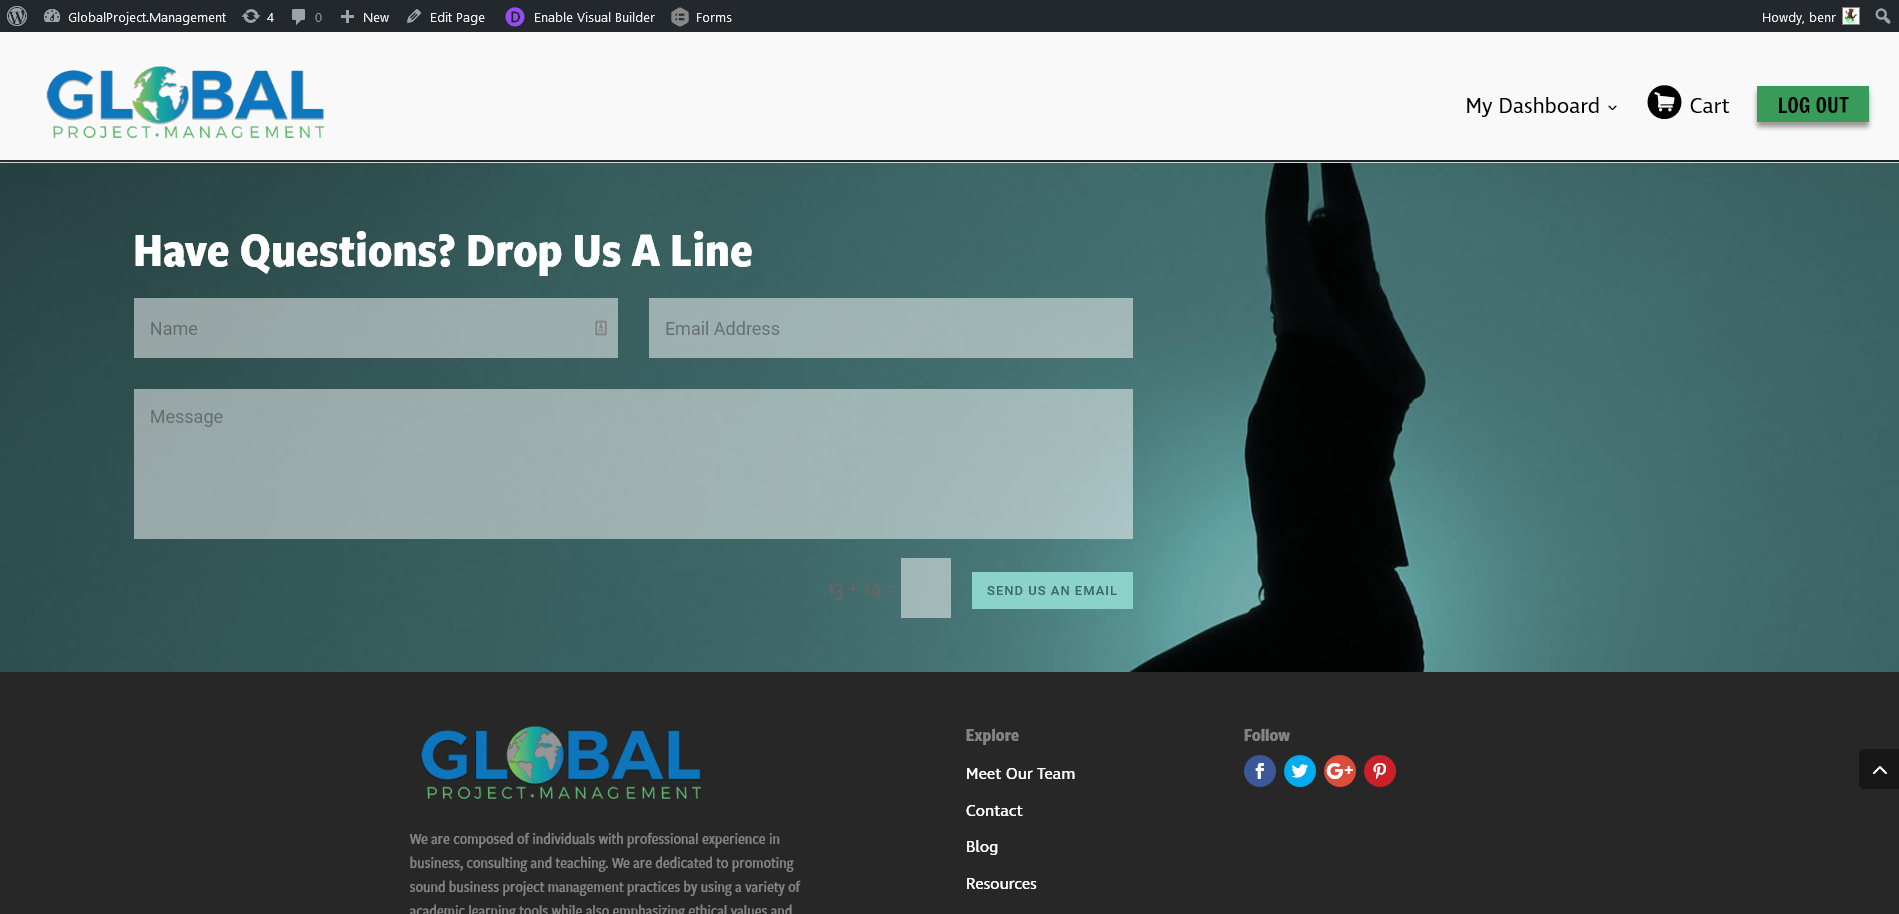 GlobalProject.Management 4 0 New Edit Page D Enable Visual Builder Forms Howdy, benr
GLOBAL
PROJECT.MANAGEMENT
My Dashboard Cart LOG OUT
Have Questions? Drop Us A Line
Name Email Address
Message
13 + 14 = SEND US AN EMAIL
GLOBAL
PROJECT.MANAGEMENT
We are composed of individuals with professional experience in
business, consulting and teaching. We are dedicated to promoting
sound business project management practices by using a variety of
academic learning tools while also emphasizing ethical values and
Explore
Meet Our Team
Contact
Blog
Resources
Follow
f G+